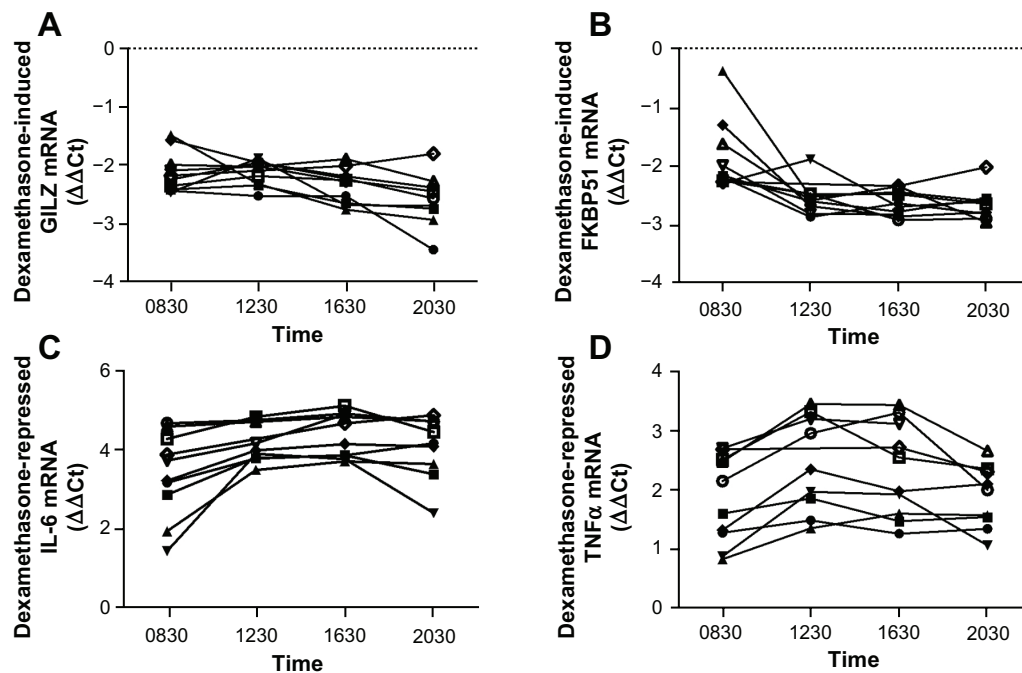 A
Dexamethasone-induced
GILZ mRNA
(ΔΔCt)
0
−1
−2
−3
−4
0830 1230 1630 2030
Time
B
Dexamethasone-induced
FKBP51 mRNA
(ΔΔCt)
0
−1
−2
−3
−4
0830 1230 1630 2030
Time
C
Dexamethasone-repressed
IL-6 mRNA
(ΔΔCt)
6
4
2
0
0830 1230 1630 2030
Time
D
Dexamethasone-repressed
TNFα mRNA
(ΔΔCt)
4
3
2
1
0
0830 1230 1630 2030
Time